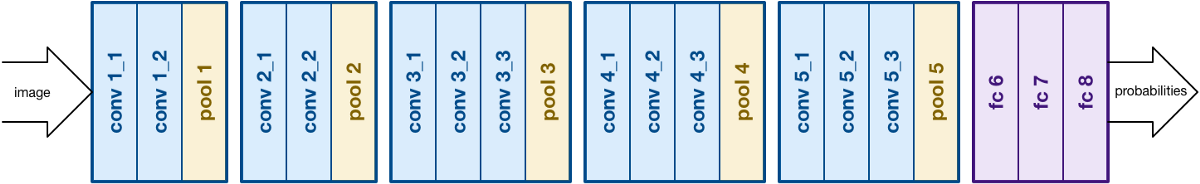 image
conv 1_1
conv 1_2
pool 1
conv 2_1
conv 2_2
pool 2
conv 3_1
conv 3_2
conv 3_3
pool 3
conv 4_1
conv 4_2
conv 4_3
pool 4
conv 5_1
conv 5_2
conv 5_3
pool 5
fc 6
fc 7
fc 8
probabilities